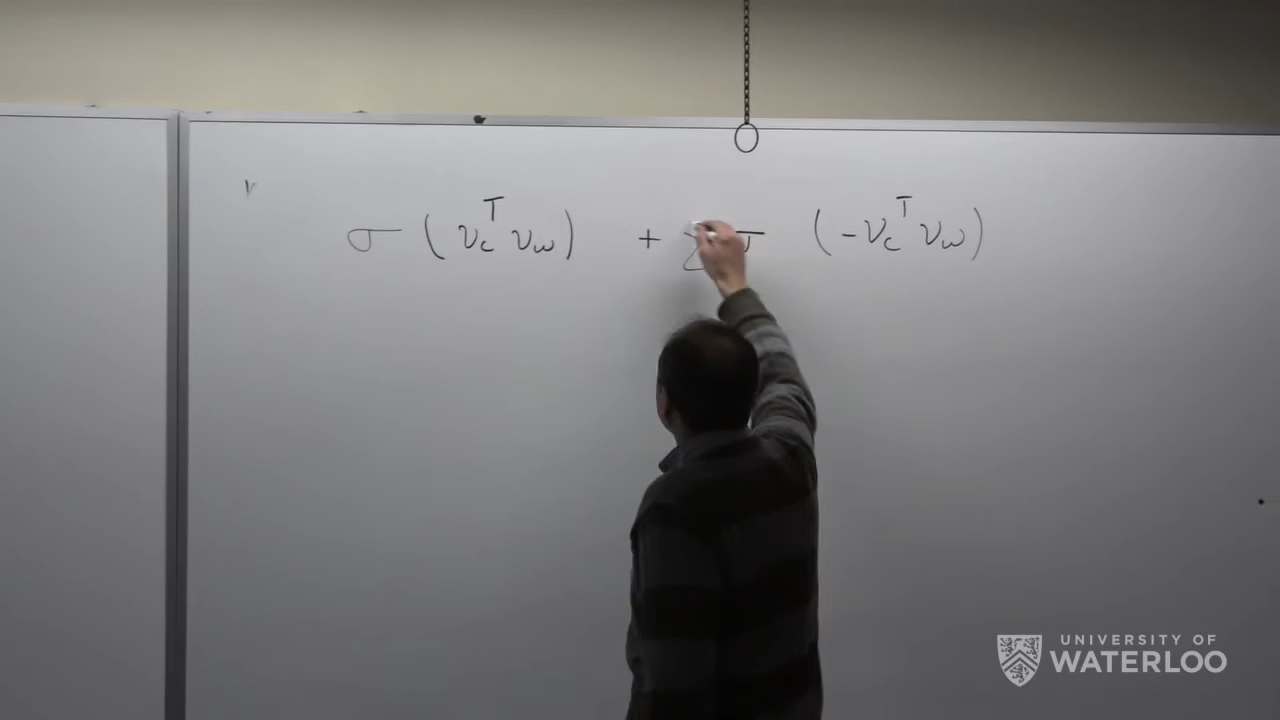 σ (v_c^T v_w) + ∑ σ (-v_c^T v_w)
UNIVERSITY OF
WATERLOO